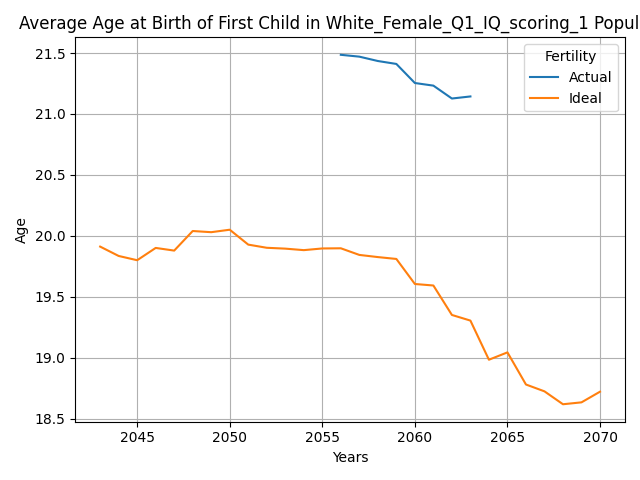 Average Age at Birth of First Child in White_Female_Q1_IQ_scoring_1 Popul
Fertility
Actual
Ideal
21.5
21.0
20.5
20.0
19.5
19.0
18.5
Age
2045 2050 2055 2060 2065 2070
Years